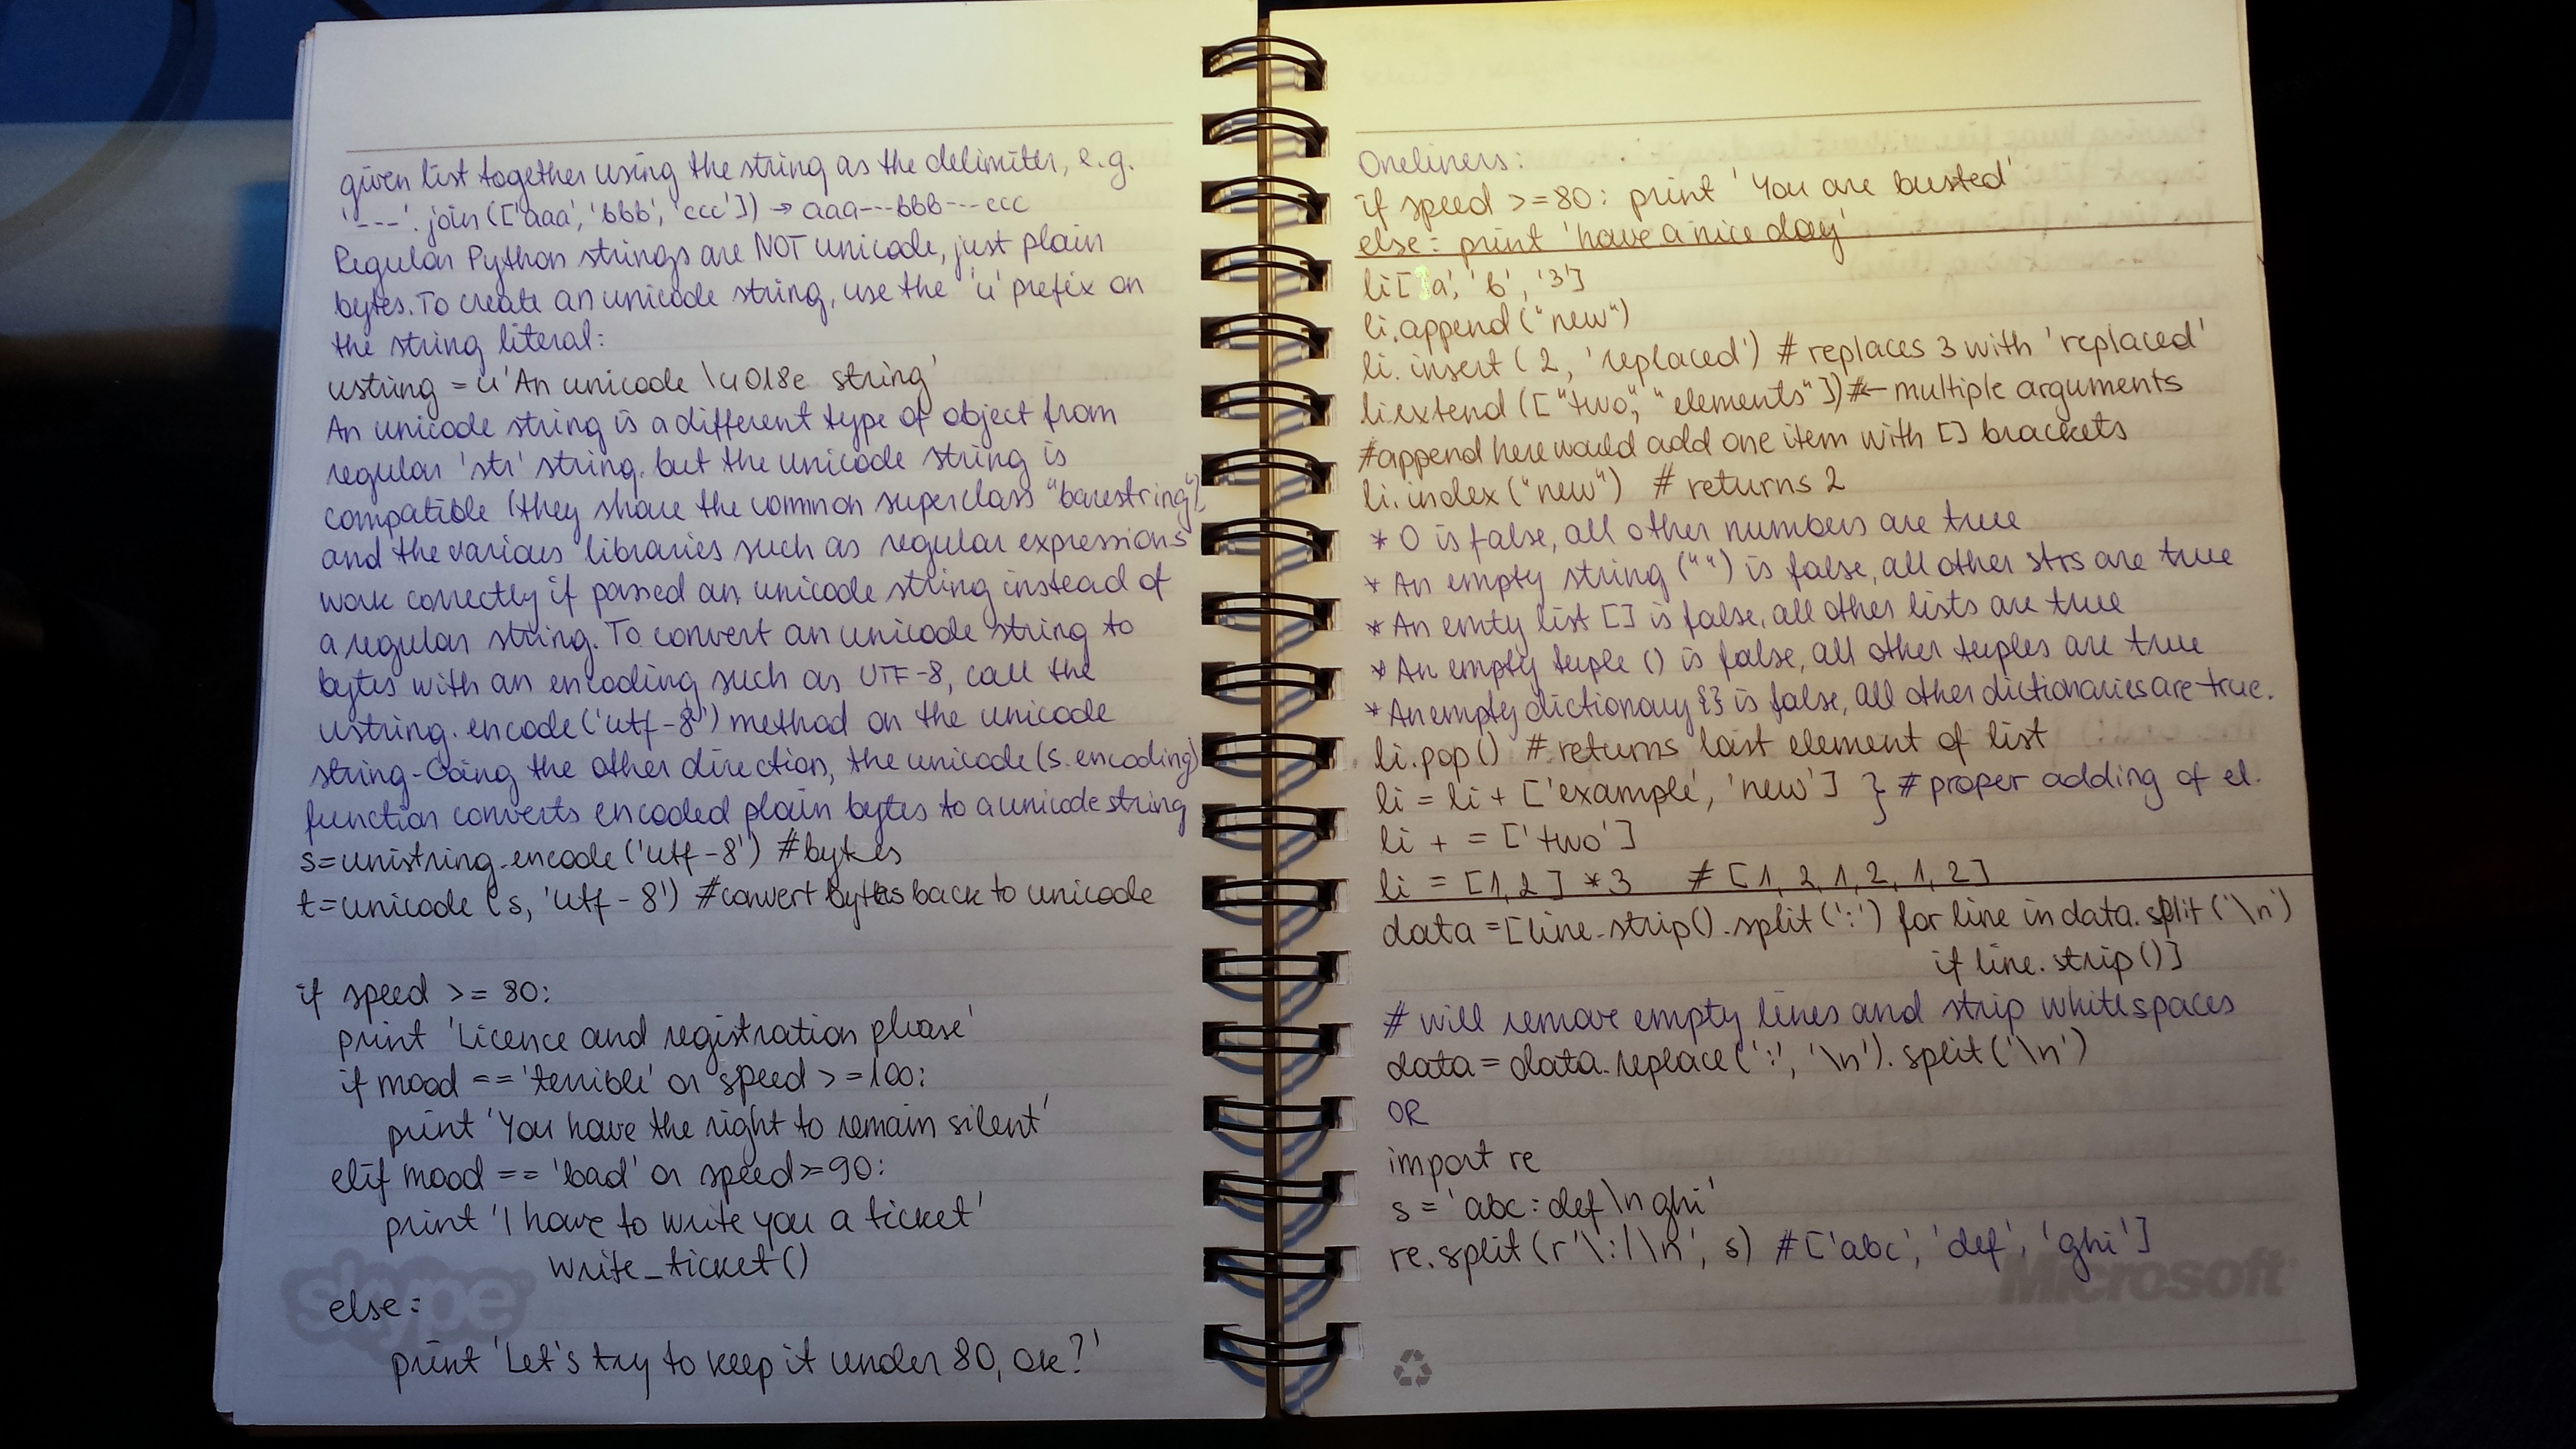 given list together using the string as the delimiter, e.g.
'---'.join(['aaa', 'bbb', 'ccc']) → aaa---bbb---ccc
Regular Python strings are NOT unicode, just plain
bytes. To create an unicode string, use the 'u' prefix on
the string literal:
ustring = u'An unicode \u018e string'
An unicode string is a different type of object from
regular 'str' string. but the unicode string is
compatible (they share the common superclass "basestring"),
and the various libraries such as regular expressions
work correctly if passed an unicode string instead of
a regular string. To convert an unicode string to
bytes with an encoding such as UTF-8, call the
ustring.encode('utf-8') method on the unicode
string-Going the other direction, the unicode(s.encoding)
function converts encoded plain bytes to a unicode string
s=unistring.encode('utf-8') #bytes
t=unicode(s, 'utf-8') #convert bytes back to unicode
if speed >= 80:
print 'Licence and registration please'
if mood == 'terrible' or speed >=100:
print 'You have the right to remain silent'
elif mood == 'bad' or speed>=90:
print 'I have to write you a ticket'
write_ticket()
else:
print 'Let's try to keep it under 80, ok?'
skype
Oneliners:
if speed >=80: print 'You are busted'
else: print 'have a nice day'
li['a', 'b', '3']
li.append("new")
li.insert(2, 'replaced') # replaces 3 with 'replaced'
li.extend(["two", "elements"]) #← multiple arguments
#append here would add one item with [] brackets
li.index("new") # returns 2
* 0 is false, all other numbers are true
* An empty string ("") is false, all other strs are true
* An emty list [] is false, all other lists are true
* An empty tuple () is false, all other tuples are true
* An empty dictionary {} is false, all other dictionaries are true.
li.pop() # returns last element of list
li = li + ['example', 'new'] } # proper adding of el.
li + = ['two']
li = [1,2] *3 # [1, 2, 1, 2, 1, 2]
data = [line.strip().split(':') for line in data.split('\n')
if line.strip()]
# will remove empty lines and strip whitespaces
data = data.replace(':', '\n').split('\n')
OR
import re
s = 'abc:def\nghi'
re.split(r'\:|\n', s) # ['abc', 'def', 'ghi']
Microsoft